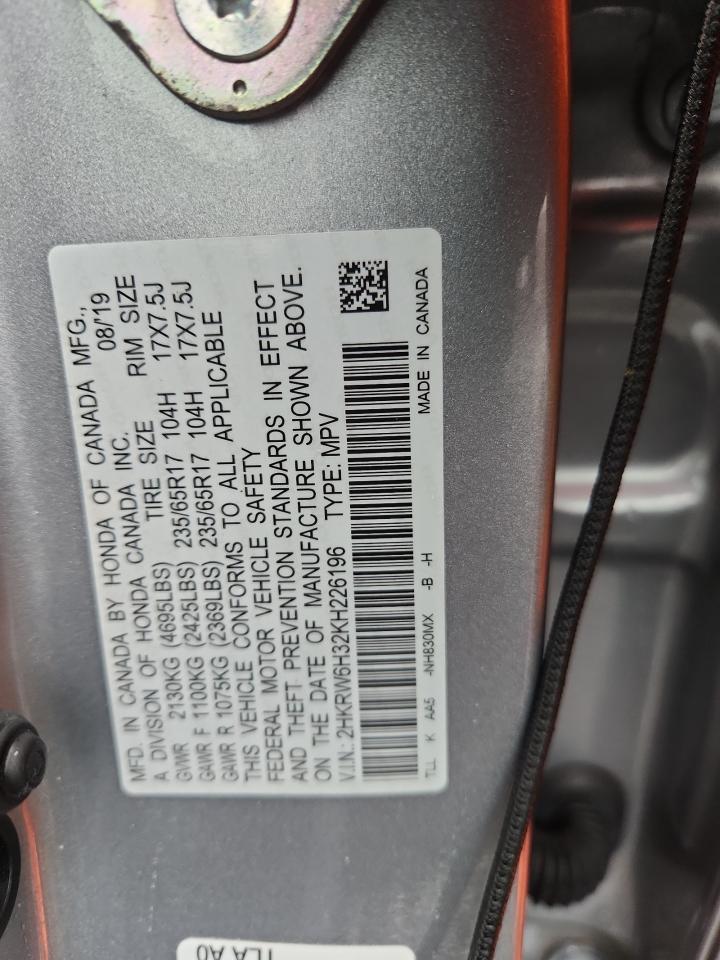 MFD. IN CANADA BY HONDA OF CANADA MFG.,
A DIVISION OF HONDA CANADA INC. 08/'19
GVWR 2130KG (4695LBS) TIRE SIZE RIM SIZE
GAWR F 1100KG (2425LBS) 235/65R17 104H 17X7.5J
GAWR R 1075KG (2369LBS) 235/65R17 104H 17X7.5J
THIS VEHICLE CONFORMS TO ALL APPLICABLE
FEDERAL MOTOR VEHICLE SAFETY
AND THEFT PREVENTION STANDARDS IN EFFECT
ON THE DATE OF MANUFACTURE SHOWN ABOVE.
V.I.N.: 2HKRW6H32KH226196 TYPE: MPV
TLL K AA5 -NH830MX -B -H MADE IN CANADA